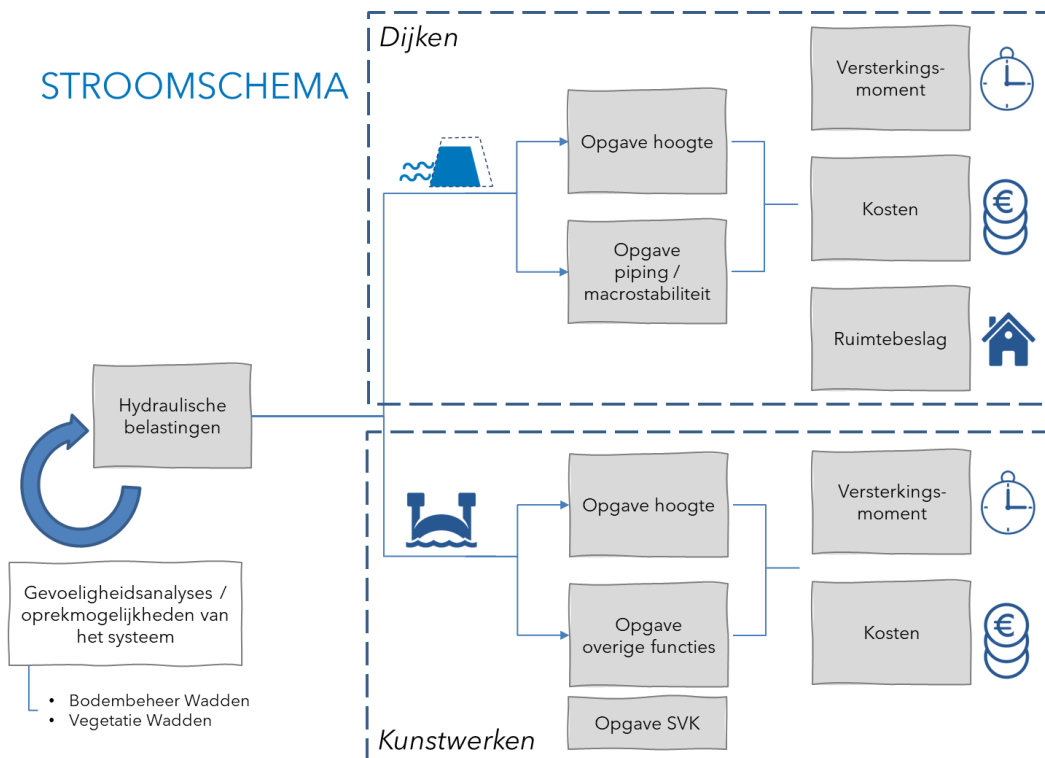 STROOMSCHEMA
Dijken
Opgave hoogte
Opgave
piping /
macrostabiliteit
Versterkings-
moment
Kosten
€
Ruimtebeslag
Hydraulische
belastingen
Gevoeligheidsanalyses /
oprekmogelijkheden van
het systeem
• Bodembeheer Wadden
• Vegetatie Wadden
Opgave hoogte
Opgave
overige functies
Opgave SVK
Versterkings-
moment
Kosten
€
Kunstwerken